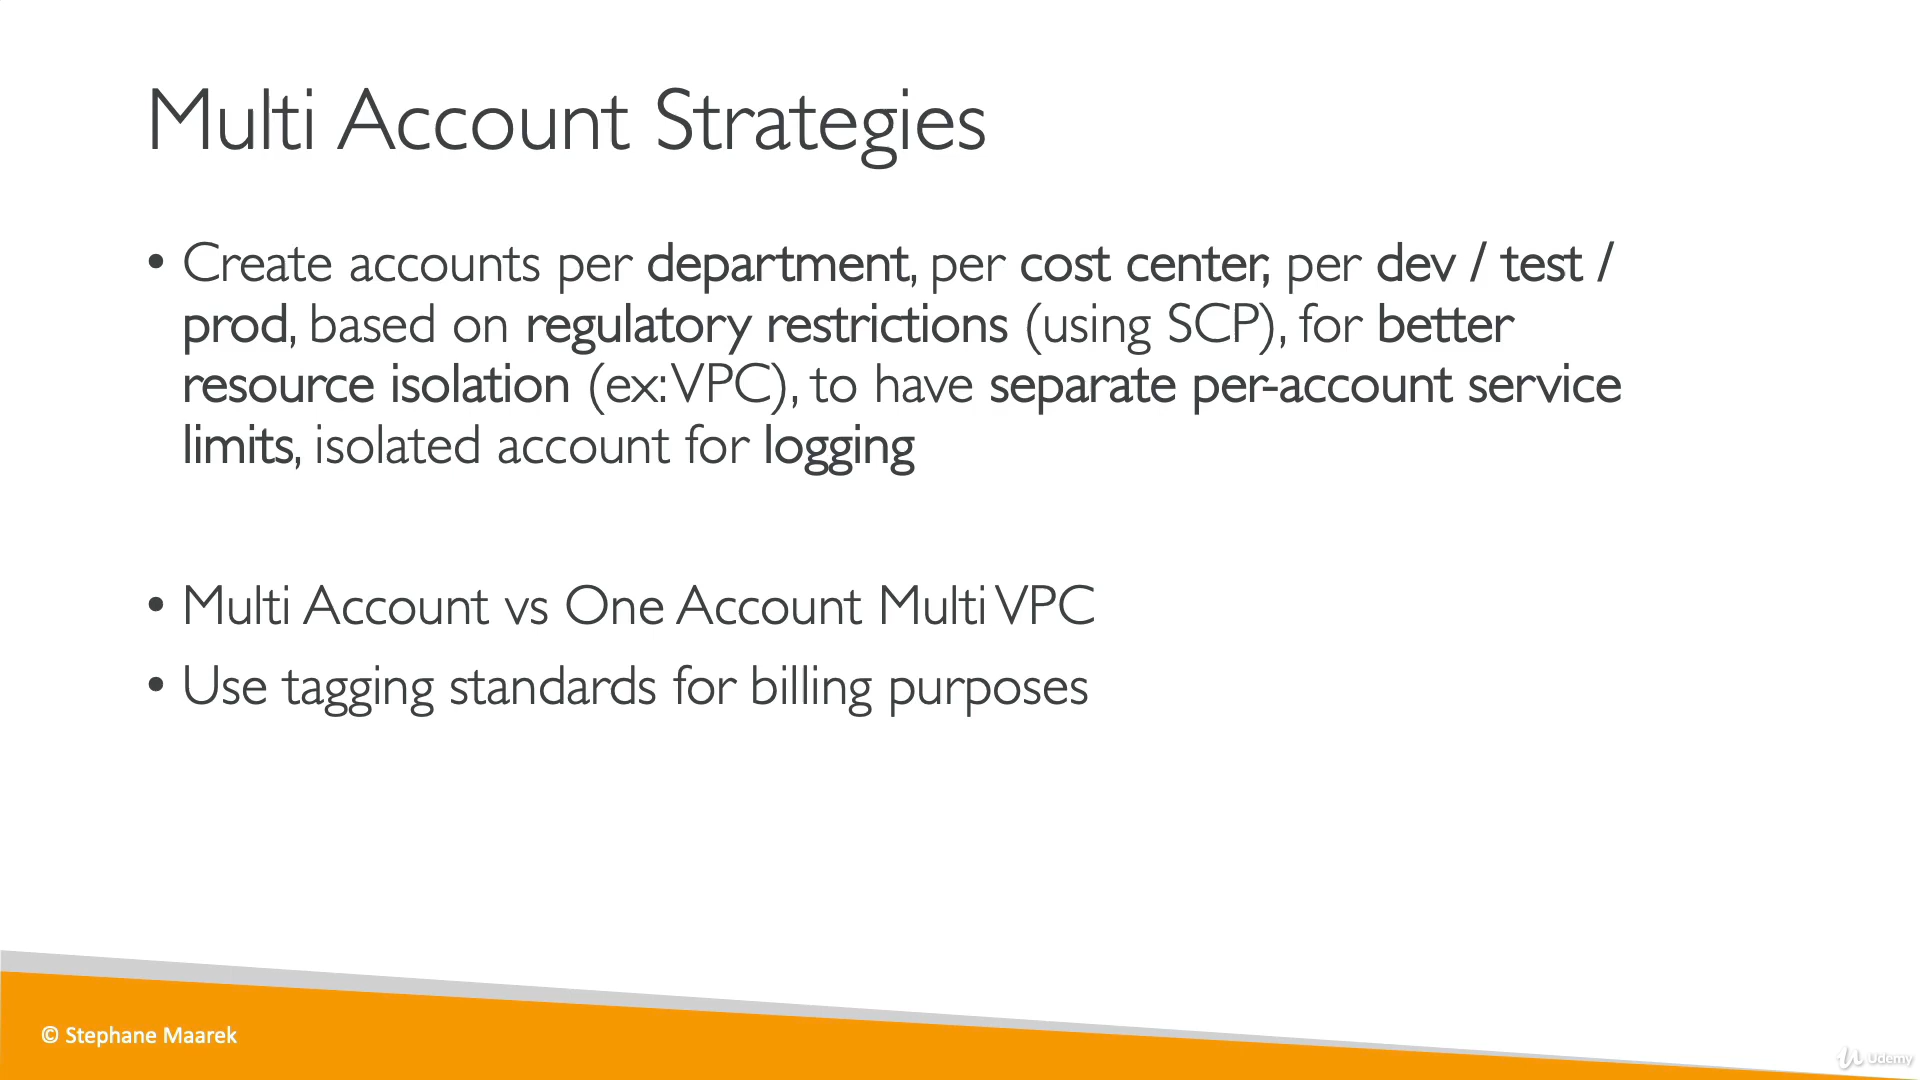 Multi Account Strategies
• Create accounts per department, per cost center, per dev / test /
prod, based on regulatory restrictions (using SCP), for better
resource isolation (ex: VPC), to have separate per-account service
limits, isolated account for logging
• Multi Account vs One Account Multi VPC
• Use tagging standards for billing purposes
© Stephane Maarek
Udemy